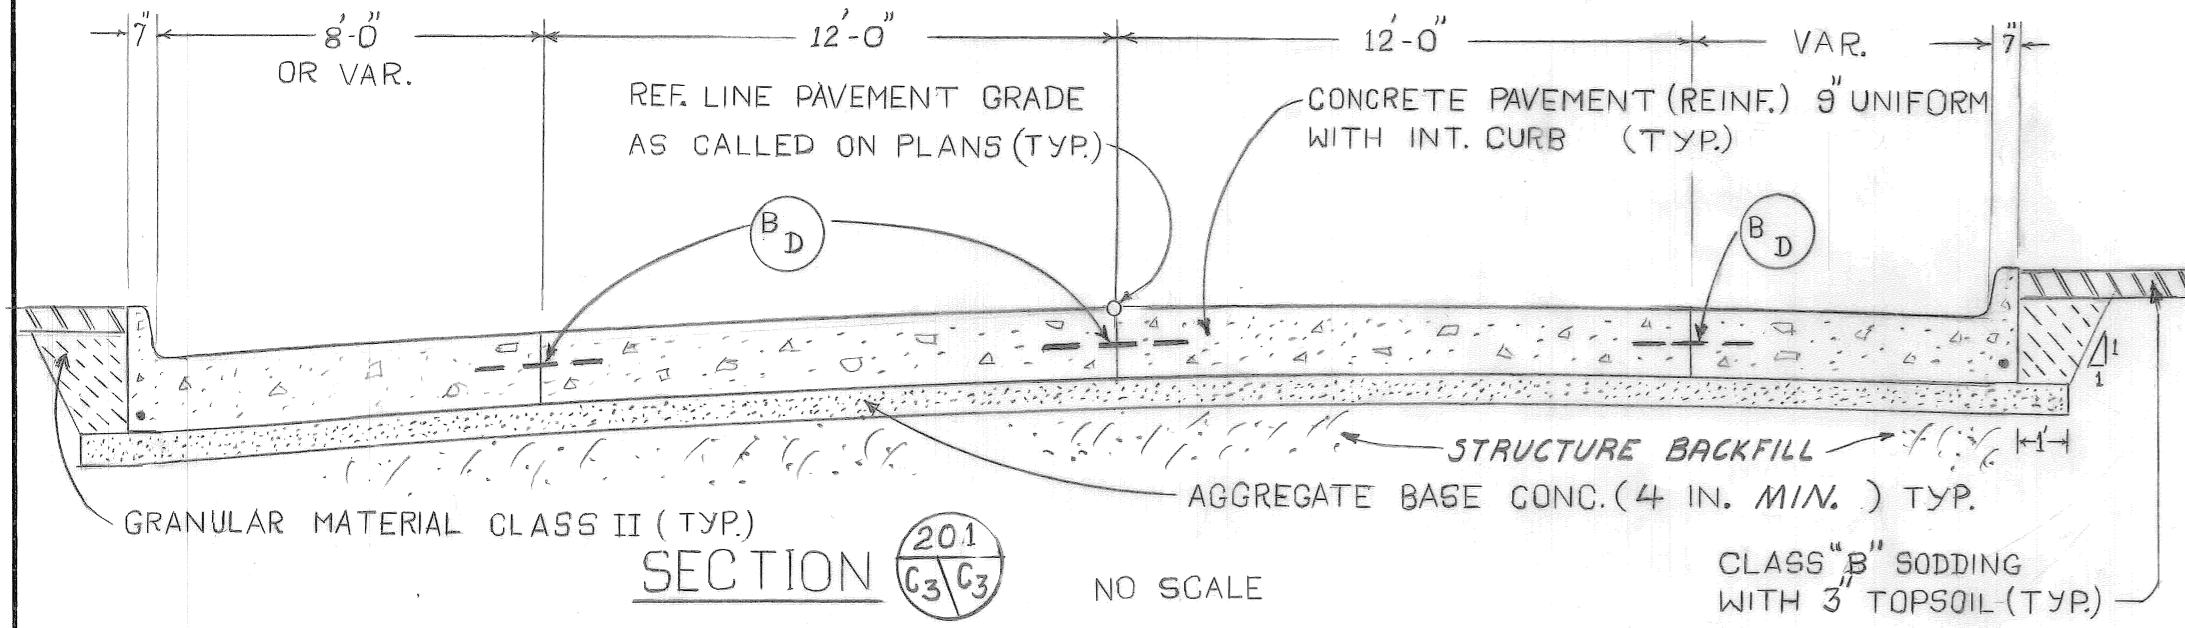 7"
8'-0"
OR VAR.
12'-0"
12'-0"
VAR.
7"
REF. LINE PAVEMENT GRADE
AS CALLED ON PLANS (TYP.)
CONCRETE PAVEMENT (REINF.) 9" UNIFORM
WITH INT. CURB (TYP.)
B
D
B
D
1
1
1'
STRUCTURE BACKFILL
AGGREGATE BASE CONC. (4 IN. MIN. ) TYP.
GRANULAR MATERIAL CLASS II (TYP.)
SECTION
201
C3 C3
NO SCALE
CLASS "B" SODDING
WITH 3" TOPSOIL (TYP.)